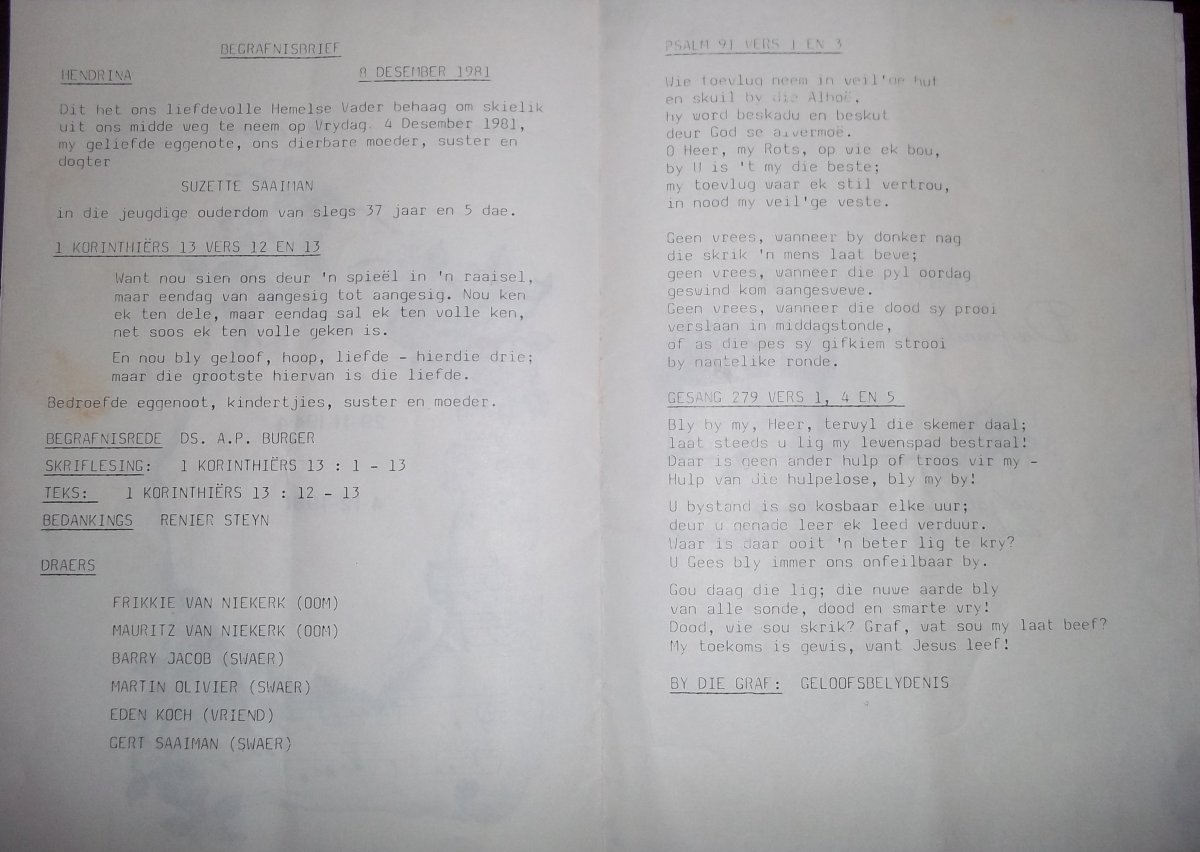 BEGRAFNISBRIEF
HENDRINA 8 DESEMBER 1981
Dit het ons liefdevolle Hemelse Vader behaag om skielik
uit ons midde weg te neem op Vrydag 4 Desember 1981,
my geliefde eggenote, ons dierbare moeder, suster en
dogter
SUZETTE SAAIMAN
in die jeugdige ouderdom van slegs 37 jaar en 5 dae.
1 KORINTHIËRS 13 VERS 12 EN 13
Want nou sien ons deur 'n spieël in 'n raaisel,
maar eendag van aangesig tot aangesig. Nou ken
ek ten dele, maar eendag sal ek ten volle ken,
net soos ek ten volle geken is.
En nou bly geloof, hoop, liefde - hierdie drie;
maar die grootste hiervan is die liefde.
Bedroefde eggenoot, kindertjies, suster en moeder.
BEGRAFNISREDE DS. A.P. BURGER
SKRIFLESING: 1 KORINTHIËRS 13 : 1 - 13
TEKS: 1 KORINTHIËRS 13 : 12 - 13
BEDANKINGS RENIER STEYN
DRAERS
FRIKKIE VAN NIEKERK (OOM)
MAURITZ VAN NIEKERK (OOM)
BARRY JACOB (SWAER)
MARTIN OLIVIER (SWAER)
EDEN KOCH (VRIEND)
GERT SAAIMAN (SWAER)
PSALM 91 VERS 1 EN 3
Wie toevlug neem in veil'ge hut
en skuil by die Alhoë,
hy word beskadu en beskut
deur God se alvermoë.
O Heer, my Rots, op wie ek bou,
by U is 't my die beste;
my toevlug waar ek stil vertrou,
in nood my veil'ge veste.
Geen vrees, wanneer by donker nag
die skrik 'n mens laat bewe;
geen vrees, wanneer die pyl oordag
geswind kom aangeswewe.
Geen vrees, wanneer die dood sy prooi
verslaan in middagstonde,
of as die pes sy gifkiem strooi
by nagtelike ronde.
GESANG 279 VERS 1, 4 EN 5
Bly by my, Heer, terwyl die skemer daal;
laat steeds u lig my lewenspad bestraal!
Daar is geen ander hulp of troos vir my -
Hulp van die hulpelose, bly my by!
U bystand is so kosbaar elke uur;
deur u genade leer ek leed verduur.
Waar is daar ooit 'n beter lig te kry?
U Gees bly immer ons onfeilbaar by.
Gou daag die lig; die nuwe aarde bly
van alle sonde, dood en smarte vry!
Dood, wie sou skrik? Graf, wat sou my laat beef?
My toekoms is gewis, want Jesus leef!
BY DIE GRAF: GELOOFSBELYDENIS